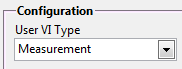 Configuration
User VI Type
Measurement